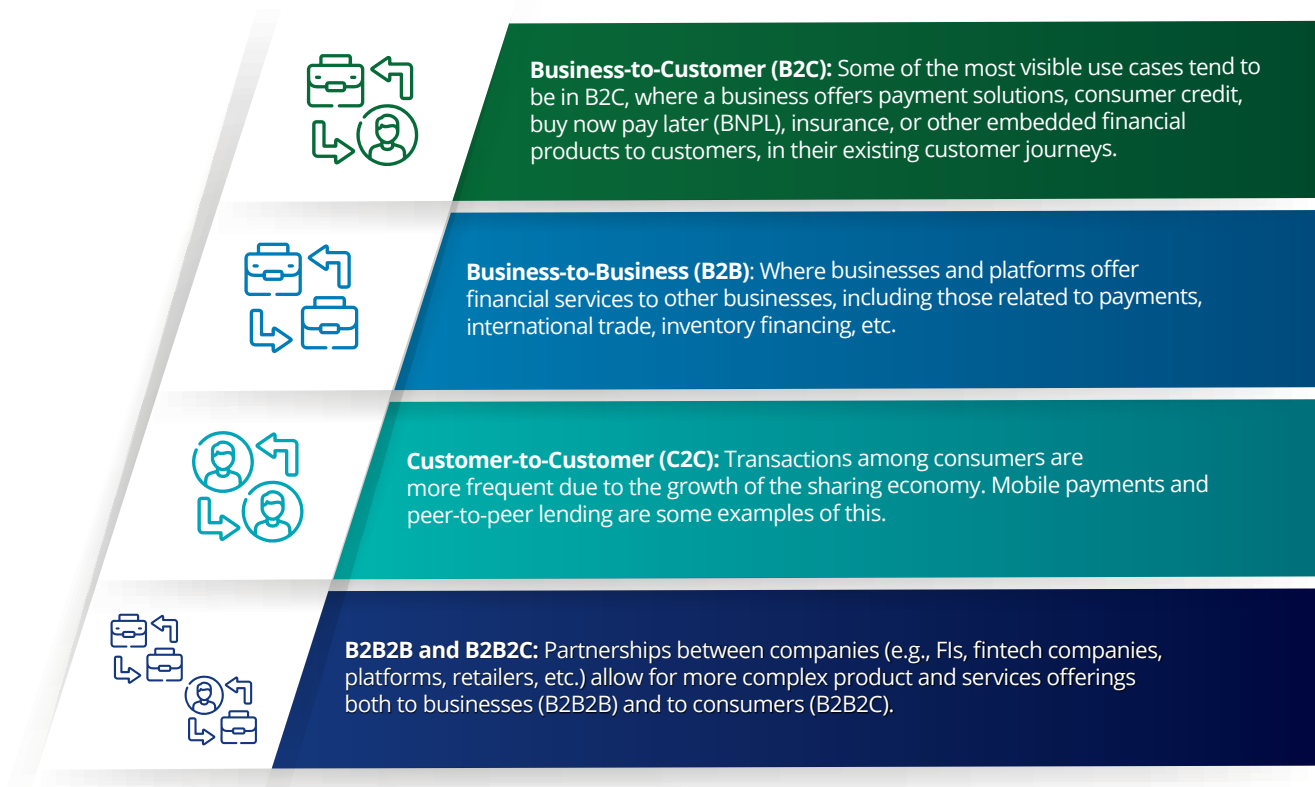 Business-to-Customer (B2C): Some of the most visible use cases tend to
be in B2C, where a business offers payment solutions, consumer credit,
buy now pay later (BNPL), insurance, or other embedded financial
products to customers, in their existing customer journeys.
Business-to-Business (B2B): Where businesses and platforms offer
financial services to other businesses, including those related to payments,
international trade, inventory financing, etc.
Customer-to-Customer (C2C): Transactions among consumers are
more frequent due to the growth of the sharing economy. Mobile payments and
peer-to-peer lending are some examples of this.
B2B2B and B2B2C: Partnerships between companies (e.g., FIs, fintech companies,
platforms, retailers, etc.) allow for more complex product and services offerings
both to businesses (B2B2B) and to consumers (B2B2C).